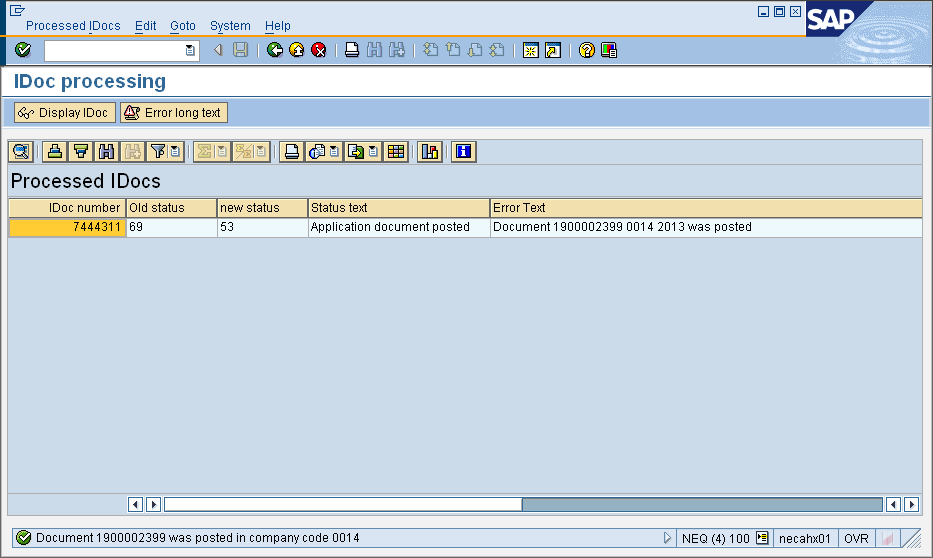 Processed IDocs Edit Goto System Help
SAP
IDoc processing
Display IDoc Error long text
Processed IDocs
IDoc number Old status new status Status text Error Text
7444311 69 53 Application document posted Document 1900002399 0014 2013 was posted
Document 1900002399 was posted in company code 0014 NEQ (4) 100 necahx01 OVR